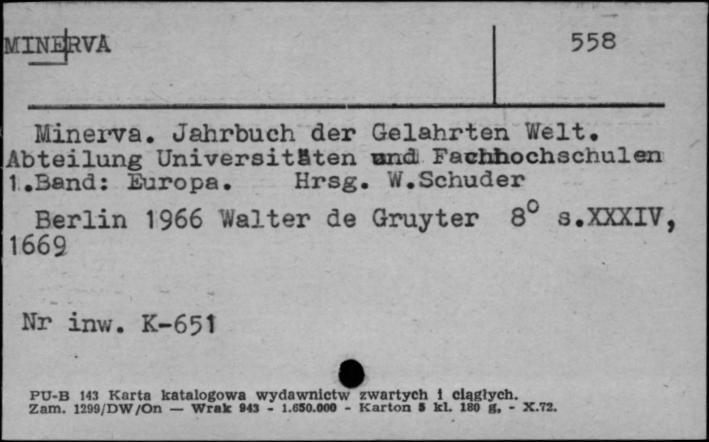 MINERVA 558
Minerva. Jahrbuch der Gelahrten Welt.
Abteilung Universitäten und Fachhochschulen
1.Band: Europa. Hrsg. W.Schuder
Berlin 1966 Walter de Gruyter 8° s.XXXIV,
1669
Nr inw. K-651
PU-B 143 Karta katalogowa wydawnictw zwartych i ciągłych.
Zam. 1299/DW/On — Wrak 943 - 1.650.000 - Karton 5 kl. 180 g, - X.72.